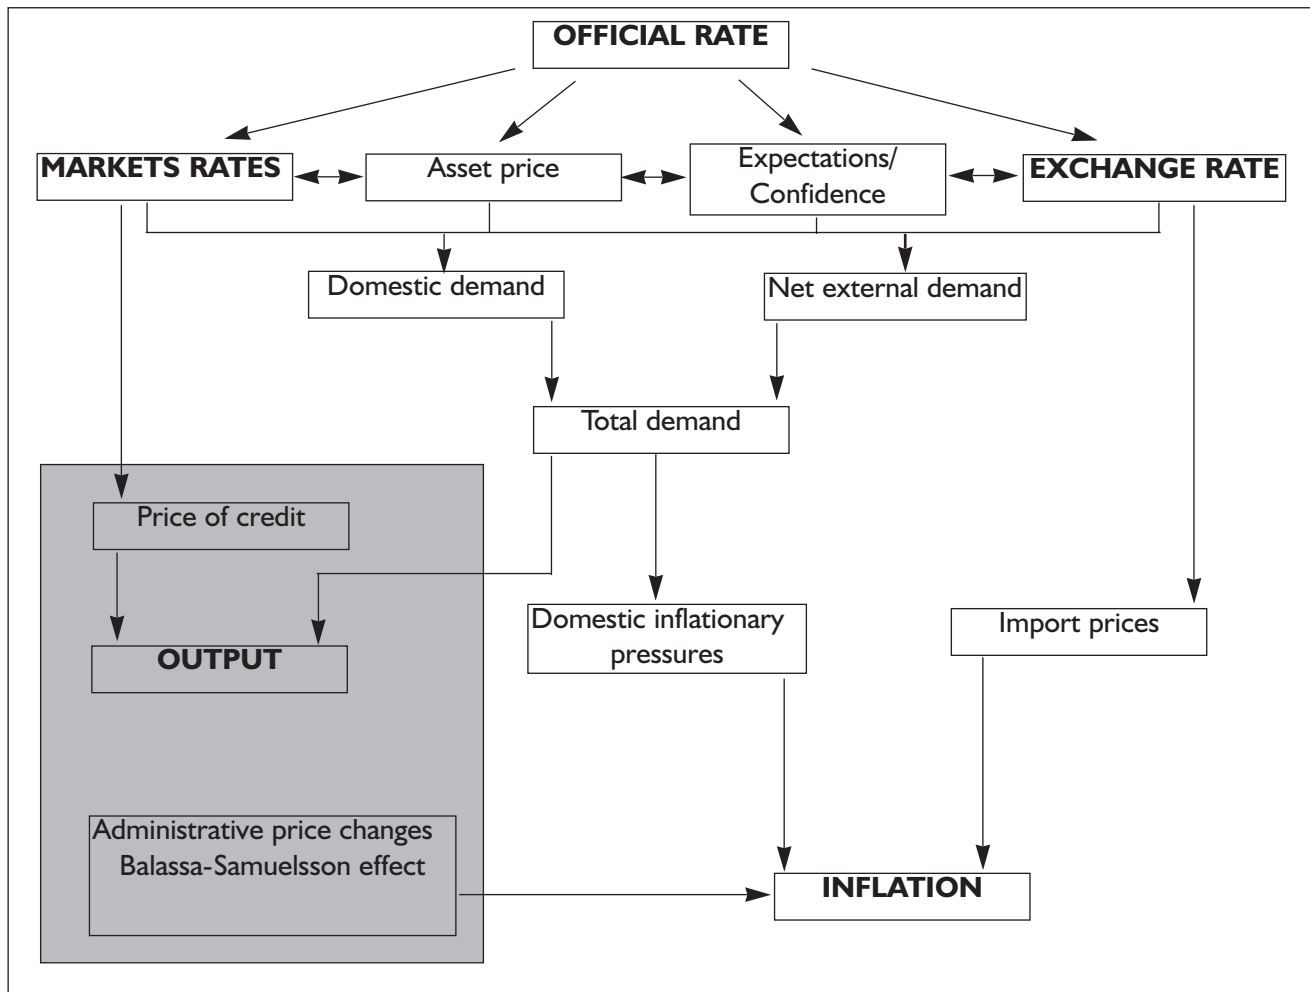 OFFICIAL RATE
MARKETS RATES
Asset price
Expectations/
Confidence
EXCHANGE RATE
Domestic demand
Net external demand
Total demand
Price of credit
Domestic inflationary
pressures
Import prices
OUTPUT
Administrative price changes
Balassa-Samuelsson effect
INFLATION